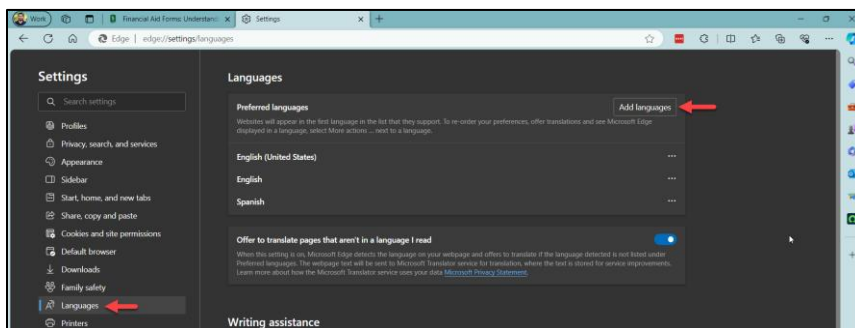 Work
Financial Aid Forms: Understand
Settings
Edge
edge://settings/languages
Settings
Search settings
Profiles
Privacy, search, and services
Appearance
Sidebar
Start, home, and new tabs
Share, copy and paste
Cookies and site permissions
Default browser
Downloads
Family safety
Languages
Printers
Languages
Preferred languages
Add languages
Websites will appear in the first language in the list that they support. To re-order your preferences, offer translations and see Microsoft Edge
displayed in a language, select More actions ... next to a language.
English (United States)
English
Spanish
Offer to translate pages that aren't in a language I read
When this setting is on, Microsoft Edge detects the language on your webpage and offers to translate if the language detected is not listed under
Preferred languages. The webpage text will be sent to Microsoft Translator service for translation, where the text is stored for service improvements.
Learn more about how the Microsoft Translator service uses your data Microsoft Privacy Statement.
Writing assistance